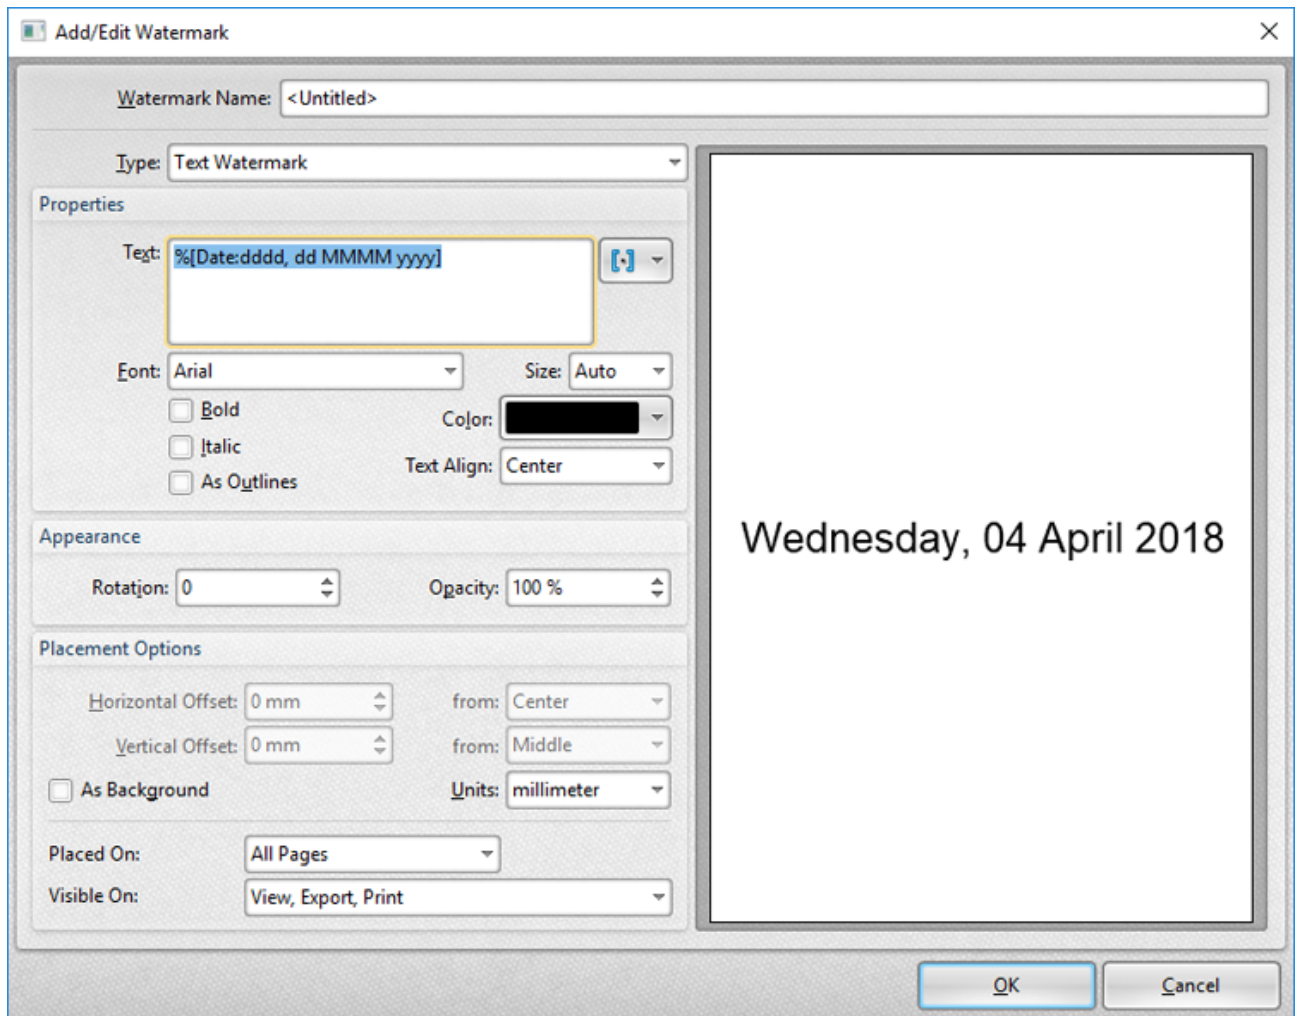 Add/Edit Watermark
Watermark Name: <Untitled>
Type: Text Watermark
Properties
Text: %[Date:dddd, dd MMMM yyyy]
Font: Arial Size: Auto
Bold
Color:
Italic
Text Align: Center
As Outlines
Appearance
Rotation: 0 Opacity: 100 %
Placement Options
Horizontal Offset: 0 mm from: Center
Vertical Offset: 0 mm from: Middle
As Background Units: millimeter
Placed On: All Pages
Visible On: View, Export, Print
Wednesday, 04 April 2018
OK Cancel